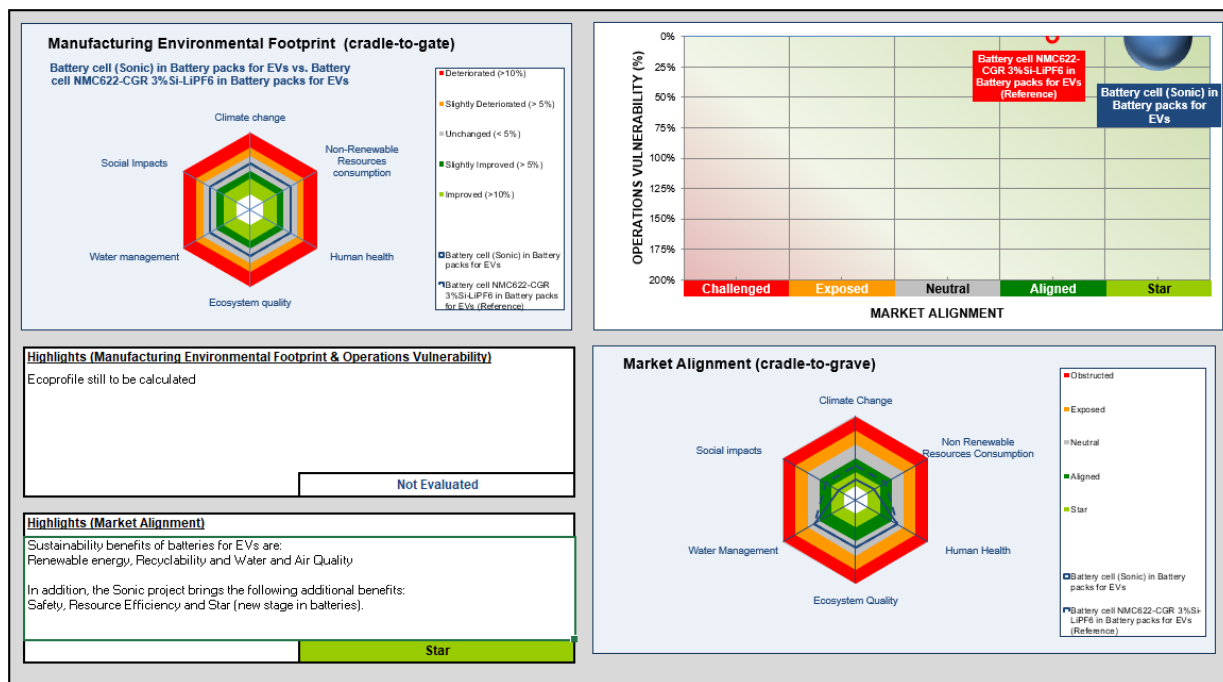 Manufacturing Environmental Footprint (cradle-to-gate)
Battery cell (Sonic) in Battery packs for EVs vs. Battery
cell NMC622-CGR 3%Si-LiPF6 in Battery packs for EVs
Climate change
Non-Renewable
Resources
consumption
Human health
Ecosystem quality
Water management
Social Impacts
Deteriorated (>10%)
Slightly Deteriorated (> 5%)
Unchanged (< 5%)
Slightly Improved (> 5%)
Improved (>10%)
Battery cell (Sonic) in Battery
packs for EVs
Battery cell NMC622-CGR
3%Si-LiPF6 in Battery packs
for EVs (Reference)
OPERATIONS VULNERABILITY (%)
0%
25%
50%
75%
100%
125%
150%
175%
200%
Battery cell NMC622-
CGR 3%Si-LiPF6 in
Battery packs for EVs
(Reference)
Battery cell (Sonic) in
Battery packs for
EVs
Challenged
Exposed
Neutral
Aligned
Star
MARKET ALIGNMENT
Highlights (Manufacturing Environmental Footprint & Operations Vulnerability)
Ecoprofile still to be calculated
Not Evaluated
Highlights (Market Alignment)
Sustainability benefits of batteries for EVs are:
Renewable energy, Recyclability and Water and Air Quality
In addition, the Sonic project brings the following additional benefits:
Safety, Resource Efficiency and Star (new stage in batteries).
Star
Market Alignment (cradle-to-grave)
Climate Change
Non Renewable
Resources Consumption
Human Health
Ecosystem Quality
Water Management
Social impacts
Obstructed
Exposed
Neutral
Aligned
Star
Battery cell (Sonic) in Battery
packs for EVs
Battery cell NMC622-CGR 3%Si-
LiPF6 in Battery packs for EVs
(Reference)